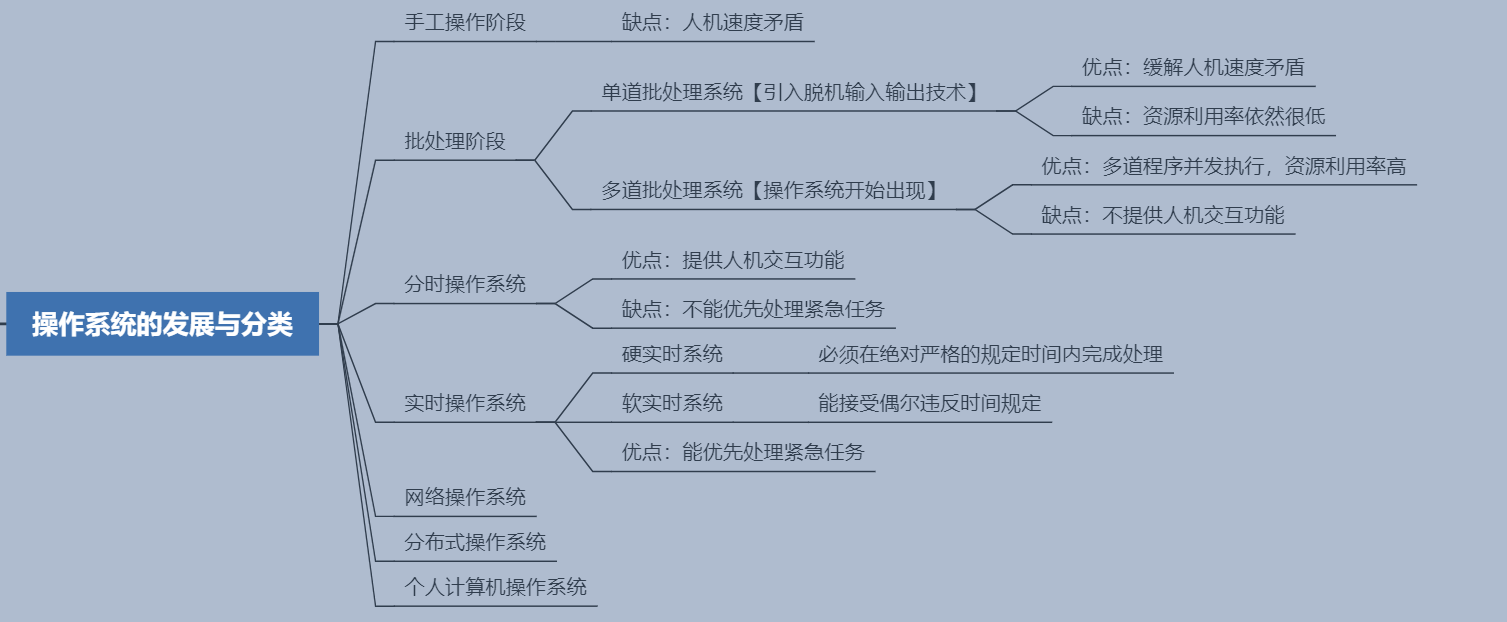 操作系统的发展与分类
手工操作阶段
缺点：人机速度矛盾
批处理阶段
单道批处理系统【引入脱机输入输出技术】
优点：缓解人机速度矛盾
缺点：资源利用率依然很低
多道批处理系统【操作系统开始出现】
优点：多道程序并发执行，资源利用率高
缺点：不提供人机交互功能
分时操作系统
优点：提供人机交互功能
缺点：不能优先处理紧急任务
实时操作系统
硬实时系统
必须在绝对严格的规定时间内完成处理
软实时系统
能接受偶尔违反时间规定
优点：能优先处理紧急任务
网络操作系统
分布式操作系统
个人计算机操作系统